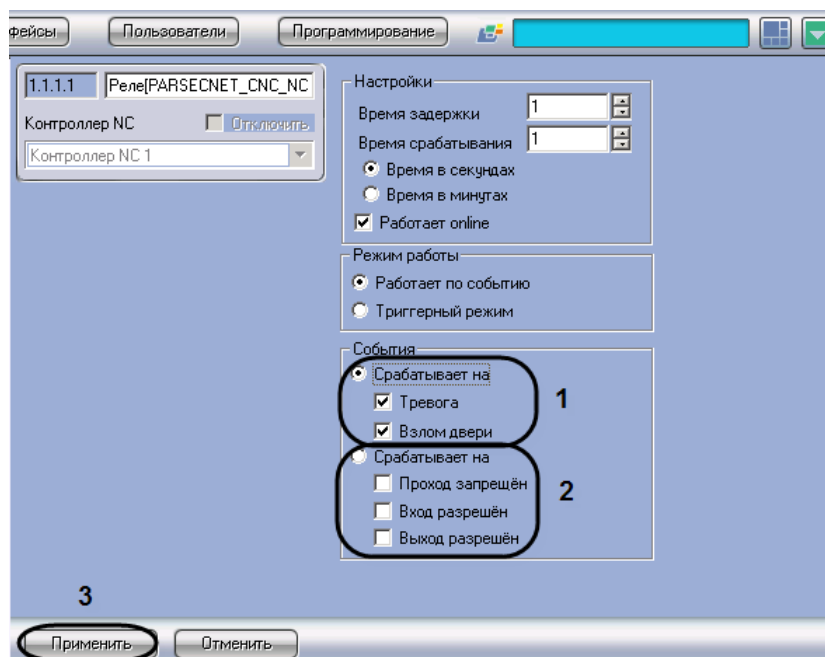 фейсы Пользователи Программирование
1.1.1.1 Реле[PARSECNET_CNC_NC
Контроллер NC Отключить
Контроллер NC 1
Настройки
Время задержки 1
Время срабатывания 1
Время в секундах
Время в минутах
Работает online
Режим работы
Работает по событию
Триггерный режим
События
Срабатывает на
Тревога
Взлом двери
1
Срабатывает на
Проход запрещён
Вход разрешён
Выход разрешён
2
3
Применить Отменить